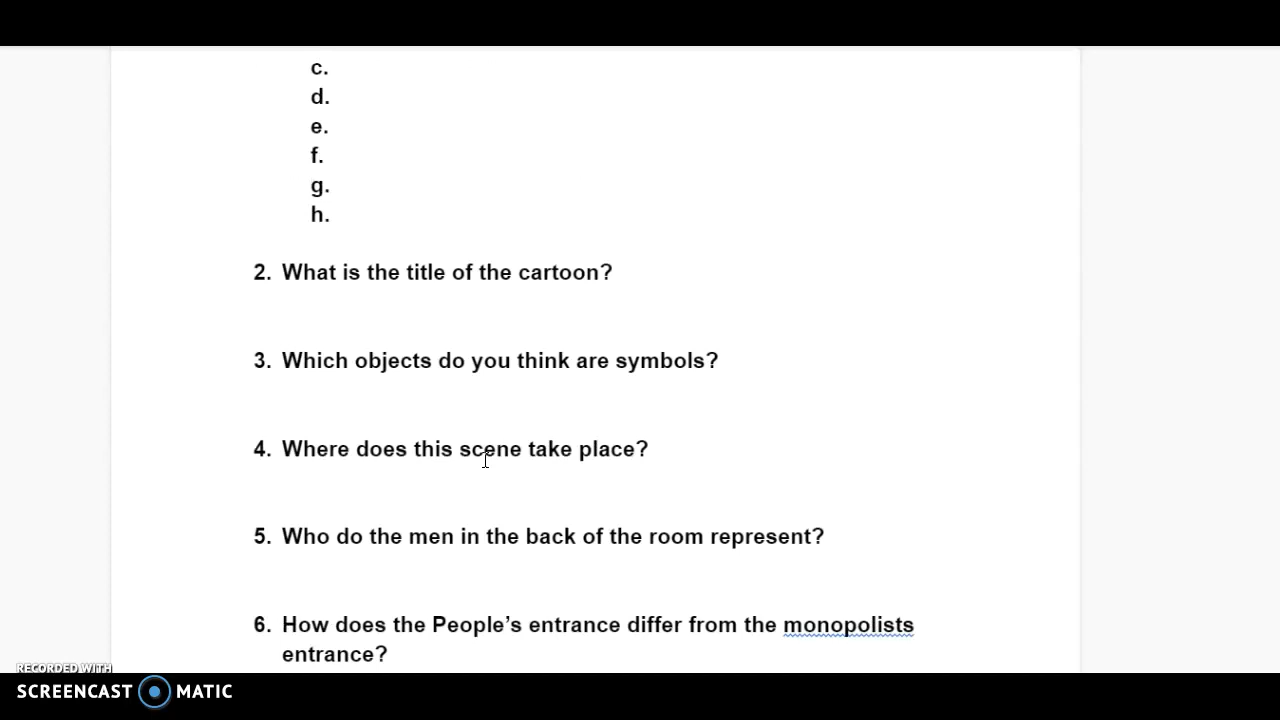 c.
d.
e.
f.
g.
h.
2. What is the title of the cartoon?
3. Which objects do you think are symbols?
4. Where does this scene take place?
5. Who do the men in the back of the room represent?
6. How does the People’s entrance differ from the monopolists
entrance?
RECORDED WITH
SCREENCAST MATIC